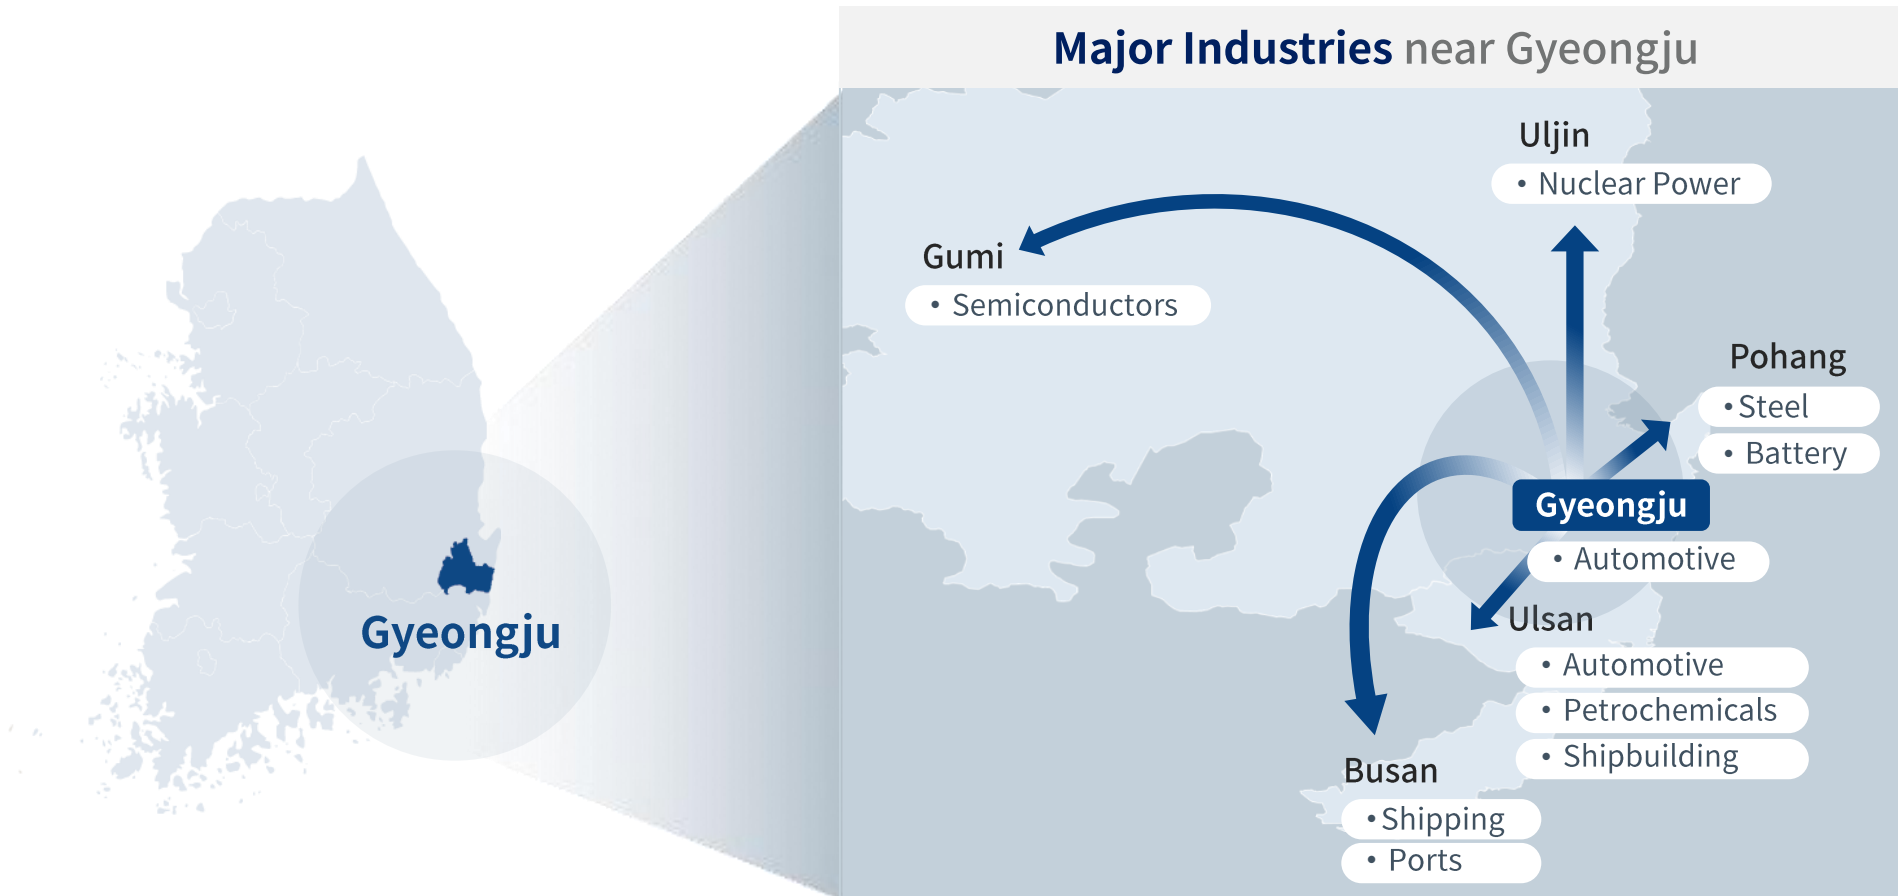 Major Industries near Gyeongju
Uljin
• Nuclear Power
Gumi
• Semiconductors
Pohang
• Steel
• Battery
Gyeongju
• Automotive
Ulsan
• Automotive
• Petrochemicals
• Shipbuilding
Busan
• Shipping
• Ports
Gyeongju